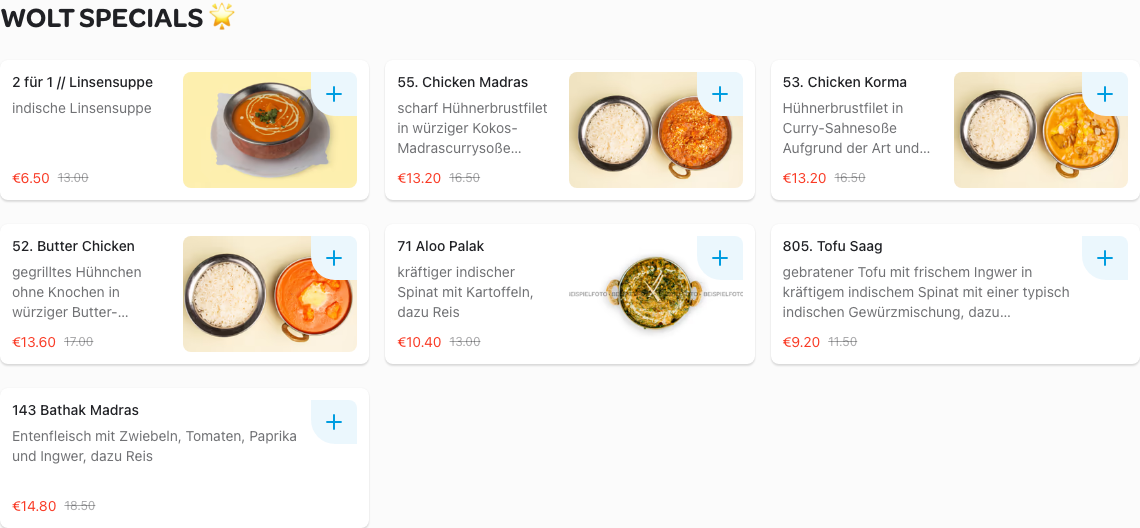 WOLT SPECIALS 🌟
2 für 1 // Linsensuppe
indische Linsensuppe
€6.50 13.00
55. Chicken Madras
scharf Hühnerbrustfilet
in würziger Kokos-
Madrascurrysoße...
€13.20 16.50
53. Chicken Korma
Hühnerbrustfilet in
Curry-Sahnesoße
Aufgrund der Art und...
€13.20 16.50
52. Butter Chicken
gegrilltes Hühnchen
ohne Knochen in
würziger Butter-...
€13.60 17.00
71 Aloo Palak
kräftiger indischer
Spinat mit Kartoffeln,
dazu Reis
€10.40 13.00
BEISPIELFOTO
805. Tofu Saag
gebratener Tofu mit frischem Ingwer in
kräftigem indischem Spinat mit einer typisch
indischen Gewürzmischung, dazu...
€9.20 11.50
143 Bathak Madras
Entenfleisch mit Zwiebeln, Tomaten, Paprika
und Ingwer, dazu Reis
€14.80 18.50